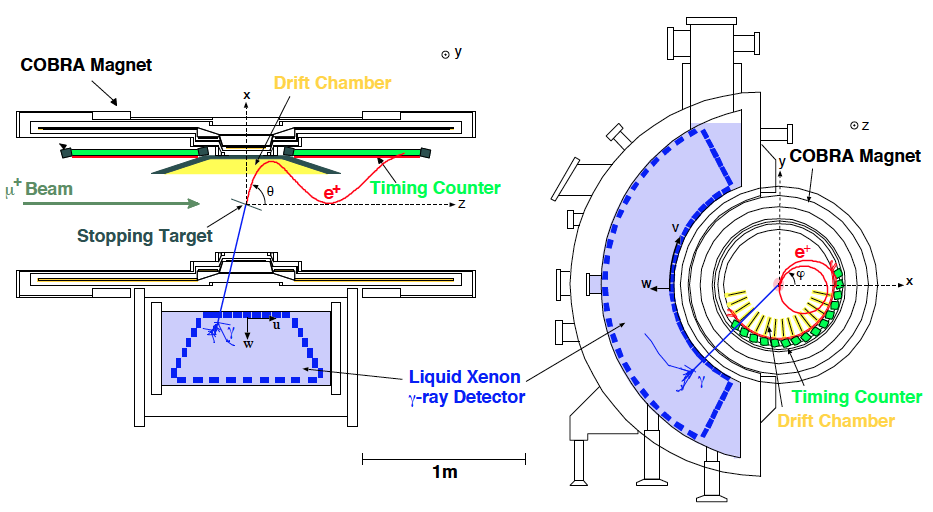 COBRA Magnet
y
Drift Chamber
x
μ+ Beam
θ
e+
Timing Counter
z
Stopping Target
γ
u
w
Liquid Xenon
γ-ray Detector
1m
z
y
COBRA Magnet
v
w
e+
φ
x
γ
Timing Counter
Drift Chamber